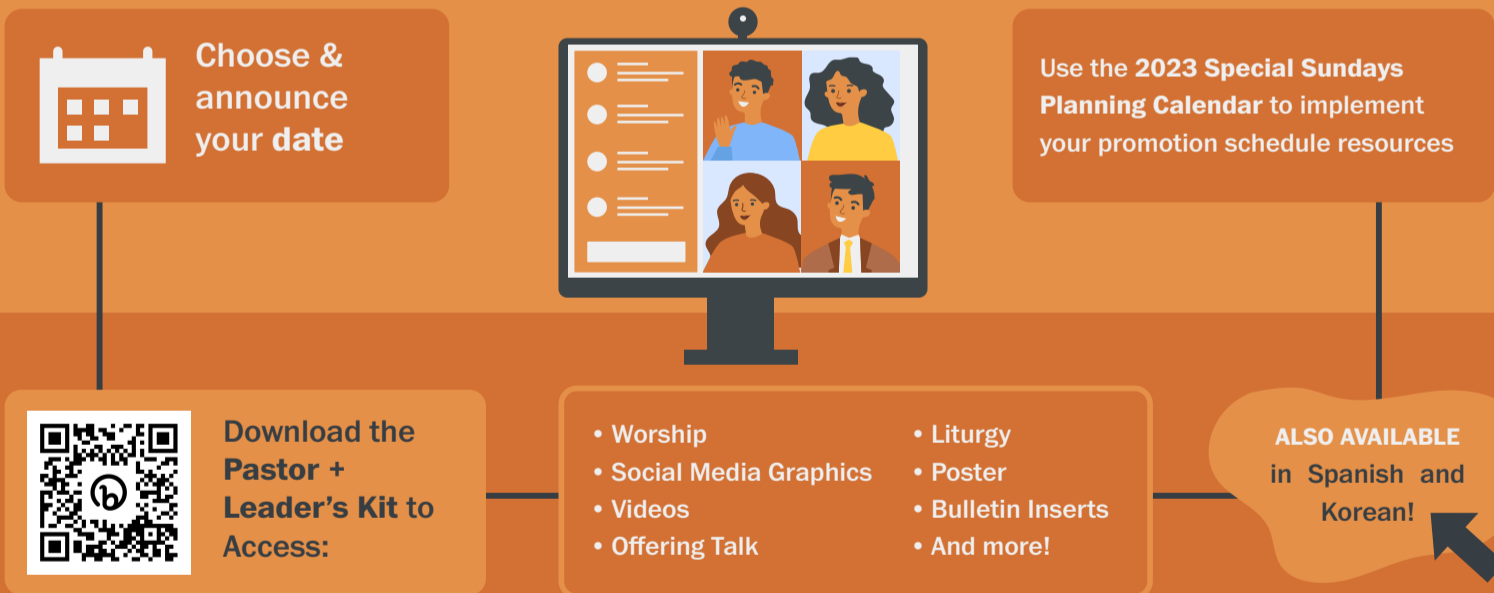 Choose &
announce
your date
Use the 2023 Special Sundays
Planning Calendar to implement
your promotion schedule resources
Download the
Pastor +
Leader’s Kit to
Access:
• Worship
• Social Media Graphics
• Videos
• Offering Talk
• Liturgy
• Poster
• Bulletin Inserts
• And more!
ALSO AVAILABLE
in Spanish and
Korean!